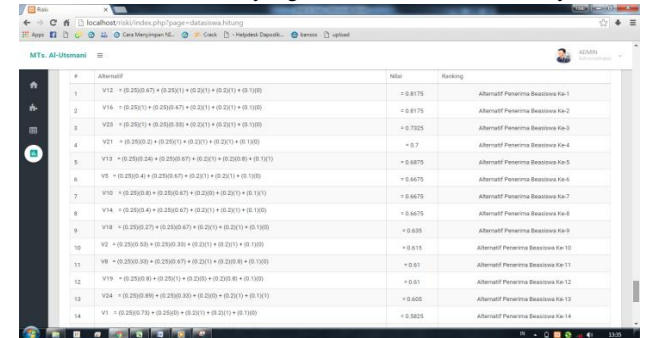 Riski
localhost/riski/index.php?page=datasiswa.hitung
Apps Cara Menyimpan NI... Crack - Helpdesk Dapodik... bansos upload
MTs. Al-Utsmani ADMIN
# Alternatif Nilai Ranking
1 V12 = (0.25)(0.67) + (0.25)(1) + (0.2)(1) + (0.2)(1) + (0.1)(0) = 0.8175 Alternatif Penerima Beasiswa Ke-1
2 V16 = (0.25)(1) + (0.25)(0.67) + (0.2)(1) + (0.2)(1) + (0.1)(0) = 0.8175 Alternatif Penerima Beasiswa Ke-2
3 V23 = (0.25)(1) + (0.25)(0.33) + (0.2)(1) + (0.2)(1) + (0.1)(0) = 0.7325 Alternatif Penerima Beasiswa Ke-3
4 V21 = (0.25)(0.2) + (0.25)(1) + (0.2)(1) + (0.2)(1) + (0.1)(0) = 0.7 Alternatif Penerima Beasiswa Ke-4
5 V13 = (0.25)(0.24) + (0.25)(0.67) + (0.2)(1) + (0.2)(0.8) + (0.1)(1) = 0.6875 Alternatif Penerima Beasiswa Ke-5
6 V5 = (0.25)(0.4) + (0.25)(0.67) + (0.2)(1) + (0.2)(1) + (0.1)(0) = 0.6675 Alternatif Penerima Beasiswa Ke-6
7 V10 = (0.25)(0.8) + (0.25)(0.67) + (0.2)(0) + (0.2)(1) + (0.1)(1) = 0.6675 Alternatif Penerima Beasiswa Ke-7
8 V14 = (0.25)(0.4) + (0.25)(0.67) + (0.2)(1) + (0.2)(1) + (0.1)(0) = 0.6675 Alternatif Penerima Beasiswa Ke-8
9 V18 = (0.25)(0.27) + (0.25)(0.67) + (0.2)(1) + (0.2)(1) + (0.1)(0) = 0.635 Alternatif Penerima Beasiswa Ke-9
10 V2 = (0.25)(0.53) + (0.25)(0.33) + (0.2)(1) + (0.2)(1) + (0.1)(0) = 0.615 Alternatif Penerima Beasiswa Ke-10
11 V8 = (0.25)(0.33) + (0.25)(0.67) + (0.2)(1) + (0.2)(0.8) + (0.1)(0) = 0.61 Alternatif Penerima Beasiswa Ke-11
12 V19 = (0.25)(0.8) + (0.25)(1) + (0.2)(0) + (0.2)(0.8) + (0.1)(0) = 0.61 Alternatif Penerima Beasiswa Ke-12
13 V24 = (0.25)(0.89) + (0.25)(0.33) + (0.2)(0) + (0.2)(1) + (0.1)(1) = 0.605 Alternatif Penerima Beasiswa Ke-13
14 V1 = (0.25)(0.73) + (0.25)(0) + (0.2)(1) + (0.2)(1) + (0.1)(0) = 0.5825 Alternatif Penerima Beasiswa Ke-14
IN 13:35